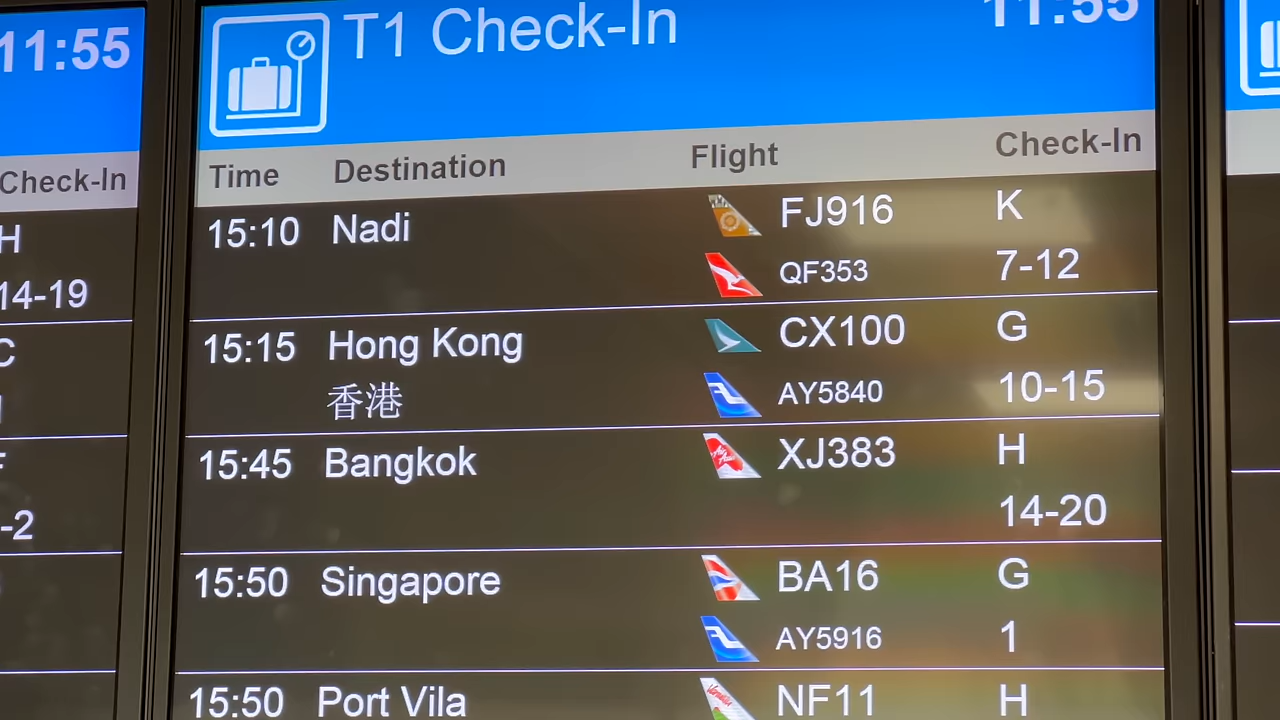 11:55
Check-In
H
14-19
C
-2
T1 Check-In 11:55
Time Destination Flight Check-In
15:10 Nadi FJ916 K
QF353 7-12
15:15 Hong Kong CX100 G
香港 AY5840 10-15
15:45 Bangkok XJ383 H
14-20
15:50 Singapore BA16 G
AY5916 1
15:50 Port Vila NF11 H